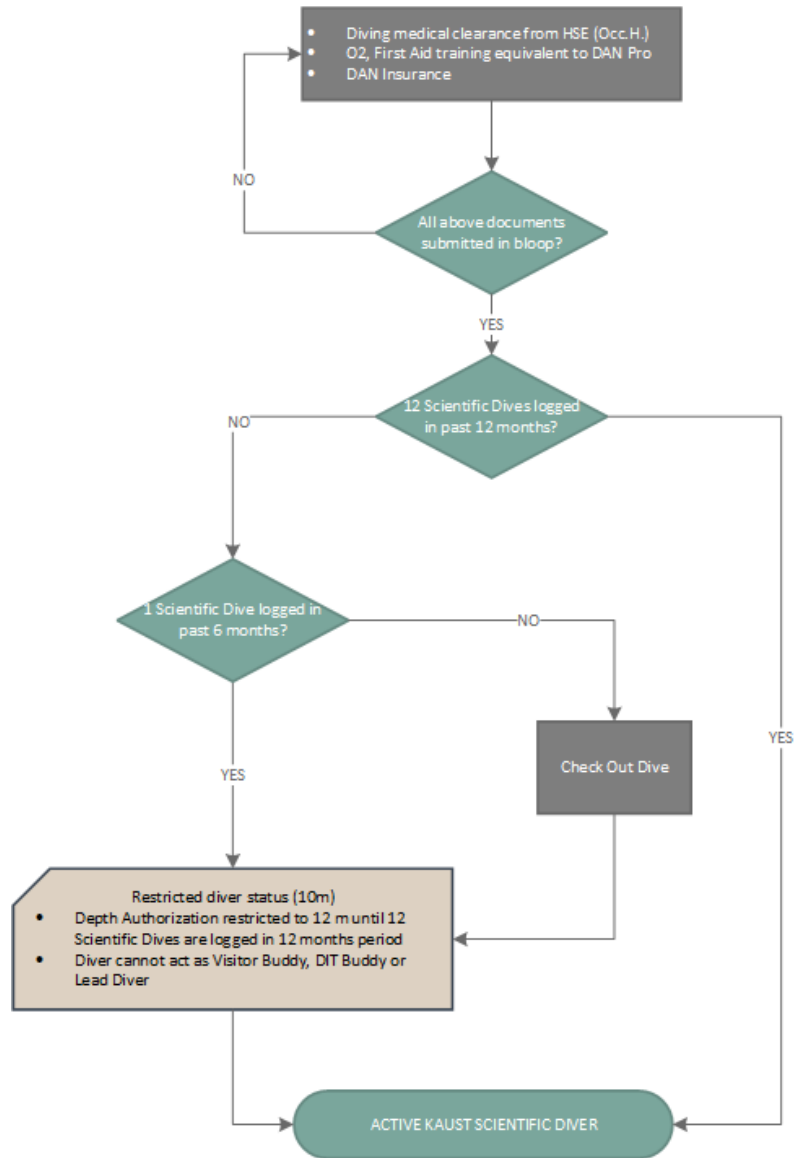 • Diving medical clearance from HSE (Occ.H.)
• O2, First Aid training equivalent to DAN Pro
• DAN Insurance
NO
All above documents
submitted in bloop?
YES
12 Scientific Dives logged
in past 12 months?
NO
1 Scientific Dive logged in
past 6 months?
NO
YES
Check Out Dive
YES
Restricted diver status (10m)
• Depth Authorization restricted to 12 m until 12
Scientific Dives are logged in 12 months period
• Diver cannot act as Visitor Buddy, DIT Buddy or
Lead Diver
ACTIVE KAUST SCIENTIFIC DIVER